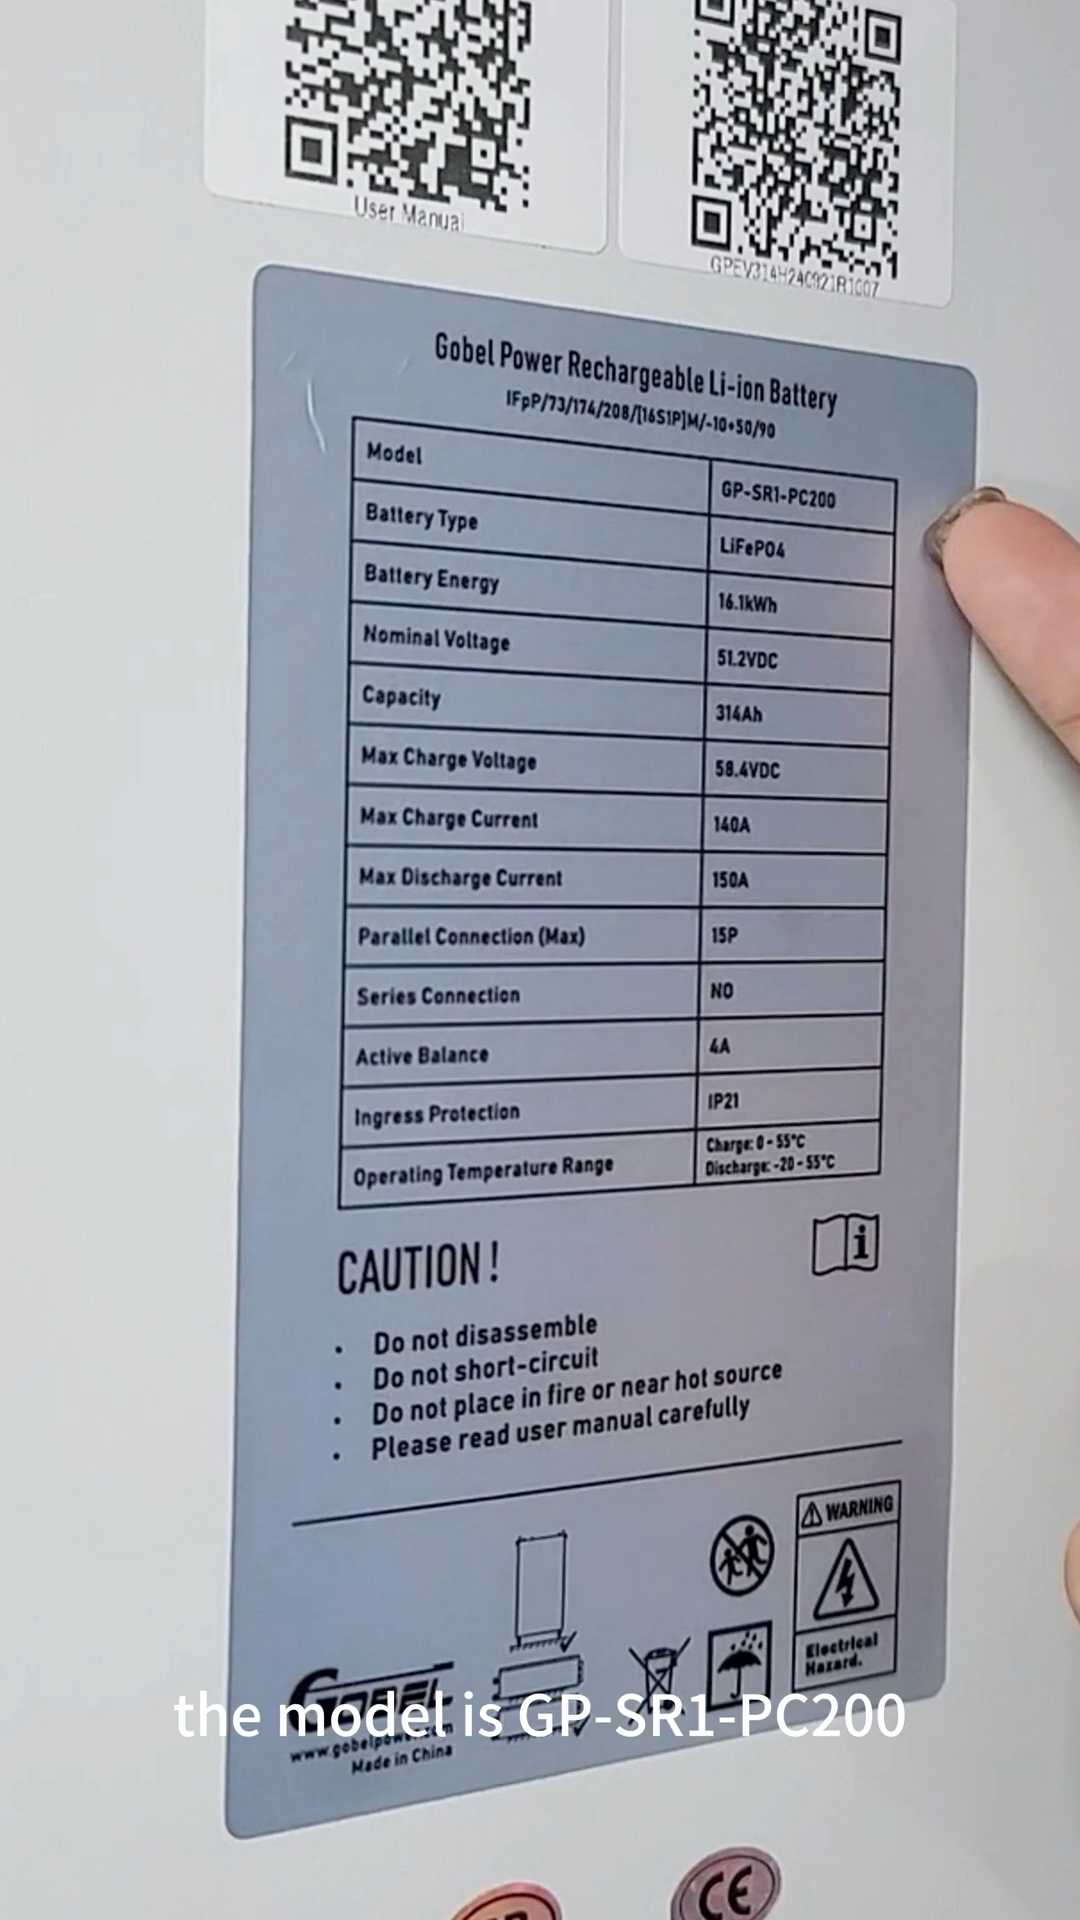 User Manual
GPEV314H240921R1007
Gobel Power Rechargeable Li-ion Battery
IFpP/73/174/208/[16S1P]M/-10+50/90
Model GP-SR1-PC200
Battery Type LiFePO4
Battery Energy 16.1kWh
Nominal Voltage 51.2VDC
Capacity 314Ah
Max Charge Voltage 58.4VDC
Max Charge Current 140A
Max Discharge Current 150A
Parallel Connection (Max) 15P
Series Connection NO
Active Balance 4A
Ingress Protection IP21
Operating Temperature Range Charge: 0 - 55°C
Discharge: -20 - 55°C
CAUTION !
• Do not disassemble
• Do not short-circuit
• Do not place in fire or near hot source
• Please read user manual carefully
WARNING
Electrical
Hazard.
GOBEL
www.gobelpower.com
Made in China
the model is GP-SR1-PC200
CE